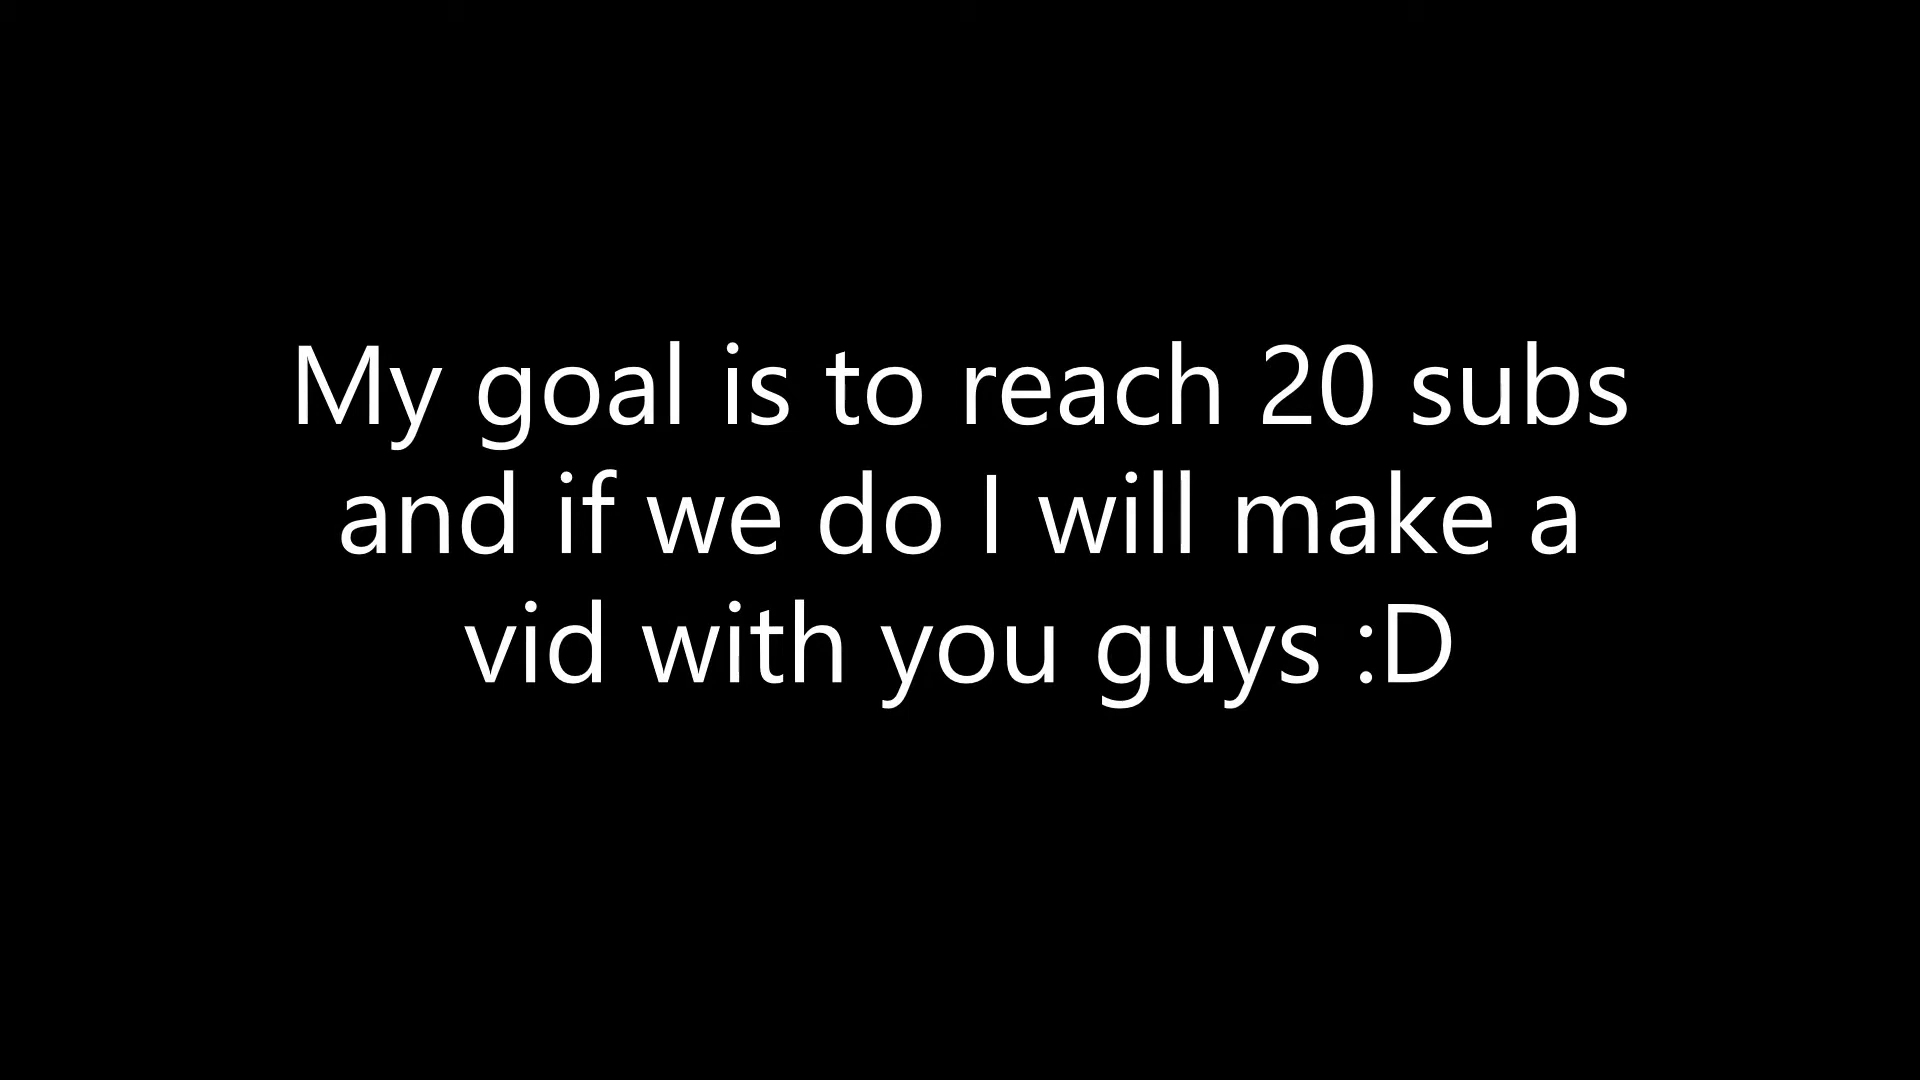 My goal is to reach 20 subs
and if we do I will make a
vid with you guys :D